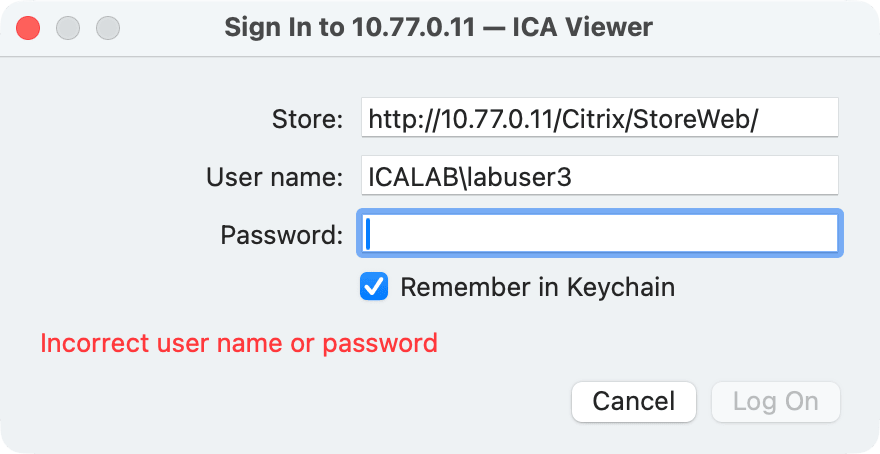 Sign In to 10.77.0.11 — ICA Viewer
Store: http://10.77.0.11/Citrix/StoreWeb/
User name: ICALAB\labuser3
Password:
Remember in Keychain
Incorrect user name or password
Cancel Log On